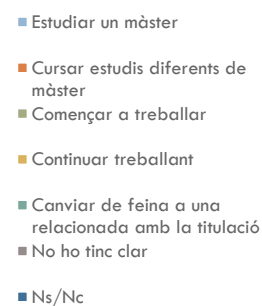 Estudiar un màster
Cursar estudis diferents de
màster
Començar a treballar
Continuar treballant
Canviar de feina a una
relacionada amb la titulació
No ho tinc clar
Ns/Nc